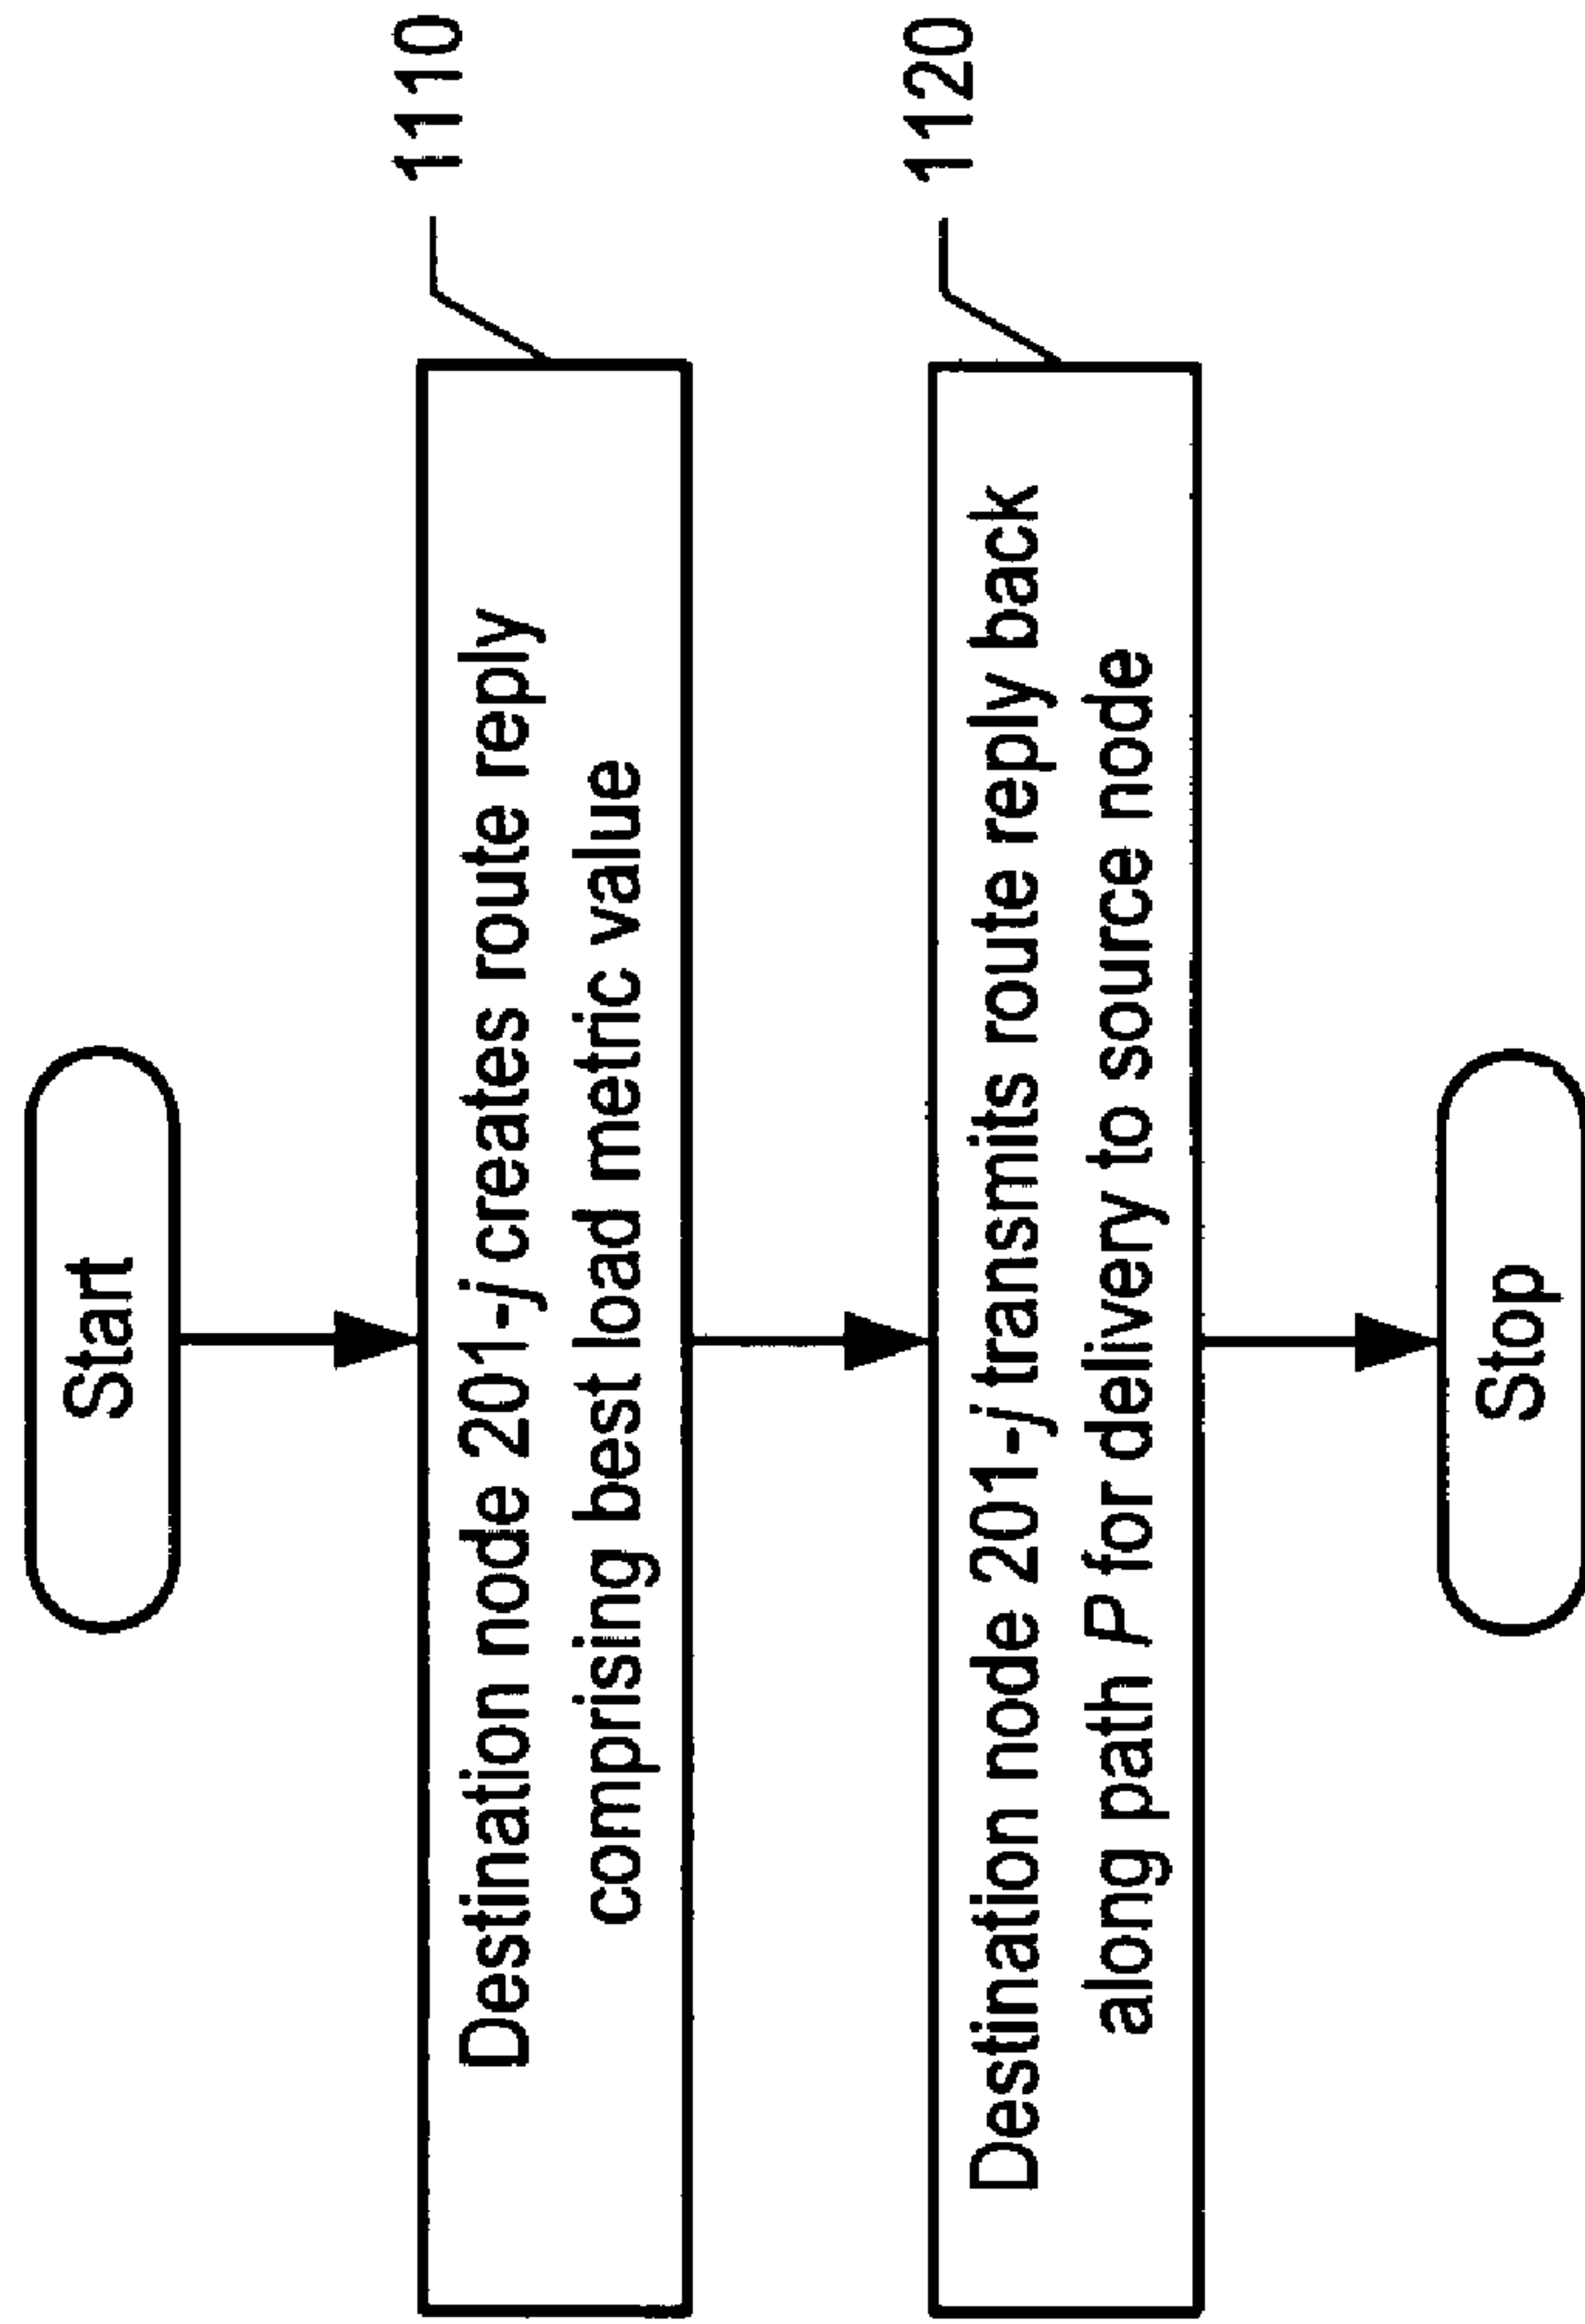 Start
Destination node 201-j creates route reply
comprising best load metric value
1110
Destination node 201-j transmits route reply back
along path P for delivery to source node
1120
Stop